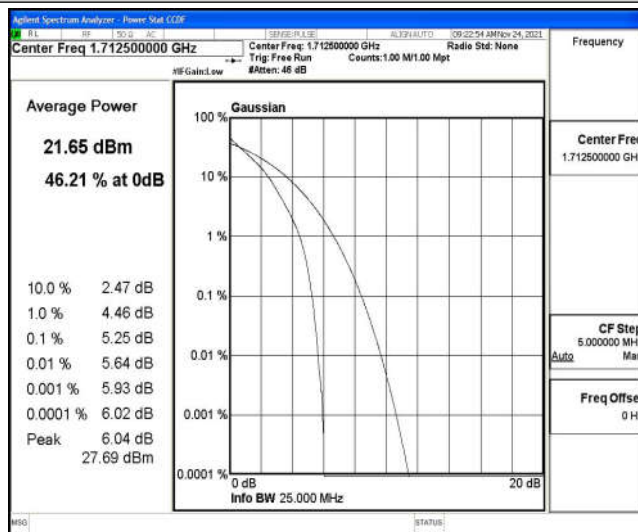 Agilent Spectrum Analyzer - Power Stat CCDF
RL RF 50 Ω AC SENSE:PULSE ALIGN AUTO 09:22:54 AM Nov 24, 2021
Center Freq 1.712500000 GHz
Center Freq: 1.712500000 GHz Radio Std: None
Trig: Free Run Counts:1.00 M/1.00 Mpt
#IFGain:Low #Atten: 46 dB
Frequency
Average Power
21.65 dBm
46.21 % at 0dB
10.0 % 2.47 dB
1.0 % 4.46 dB
0.1 % 5.25 dB
0.01 % 5.64 dB
0.001 % 5.93 dB
0.0001 % 6.02 dB
Peak 6.04 dB
27.69 dBm
Gaussian
100 %
10 %
1 %
0.1 %
0.01 %
0.001 %
0.0001 %
0 dB 20 dB
Info BW 25.000 MHz
Center Freq
1.712500000 GH
CF Step
5.000000 MH
Auto Ma
Freq Offse
0 H
MSG STATUS